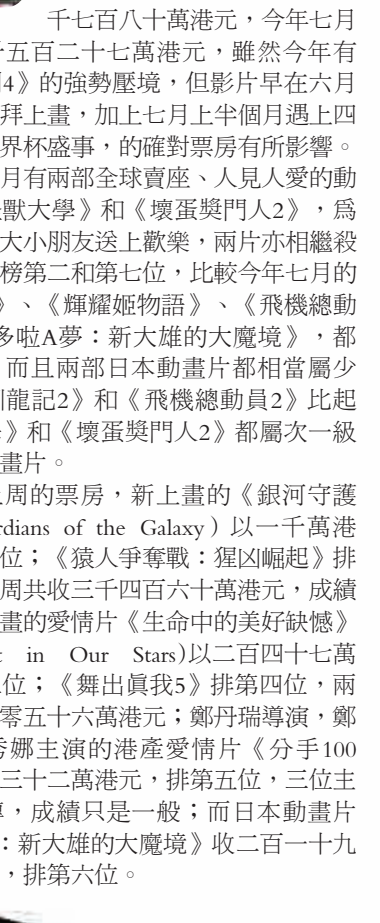 千七百八十萬港元，今年七月
五百二十七萬港元，雖然今年有
4》的強勢壓境，但影片早在六月
拜上畫，加上七月上半個月遇上四
界杯盛事，的確對票房有所影響。
月有兩部全球賣座、人見人愛的動
獸大學》和《壞蛋獎門人2》，爲
大小朋友送上歡樂，兩片亦相繼殺
榜第二和第七位，比較今年七月的
》、《輝耀姬物語》、《飛機總動
多啦A夢：新大雄的大魔境》，都
而且兩部日本動畫片都相當屬少
龍記2》和《飛機總動員2》比起
》和《壞蛋獎門人2》都屬次一級
畫片。
周的票房，新上畫的《銀河守護
rdians of the Galaxy）以一千萬港
位；《猿人爭奪戰：猩凶崛起》排
周共收三千四百六十萬港元，成績
畫的愛情片《生命中的美好缺憾》
t in Our Stars)以二百四十七萬
位；《舞出眞我5》排第四位，兩
零五十六萬港元；鄭丹瑞導演，鄭
秀娜主演的港產愛情片《分手100
三十二萬港元，排第五位，三位主
，成績只是一般；而日本動畫片
：新大雄的大魔境》收二百一十九
，排第六位。